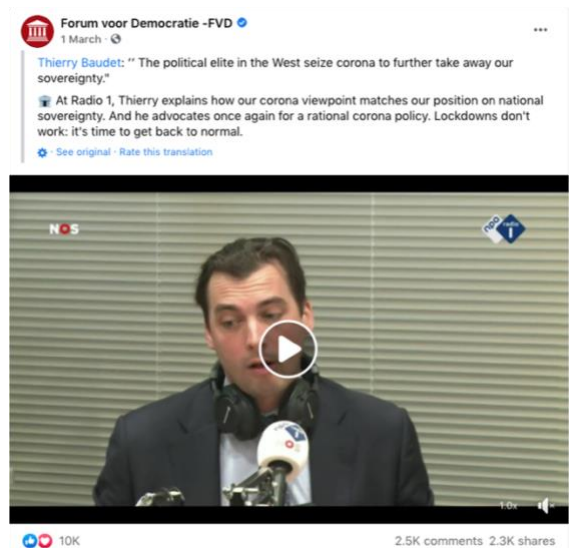 Forum voor Democratie -FVD
1 March ·
Thierry Baudet: ‘’ The political elite in the West seize corona to further take away our
sovereignty."
At Radio 1, Thierry explains how our corona viewpoint matches our position on national
sovereignty. And he advocates once again for a rational corona policy. Lockdowns don't
work: it's time to get back to normal.
· See original · Rate this translation
NOS
npo radio 1
1.0x
10K
2.5K comments 2.3K shares